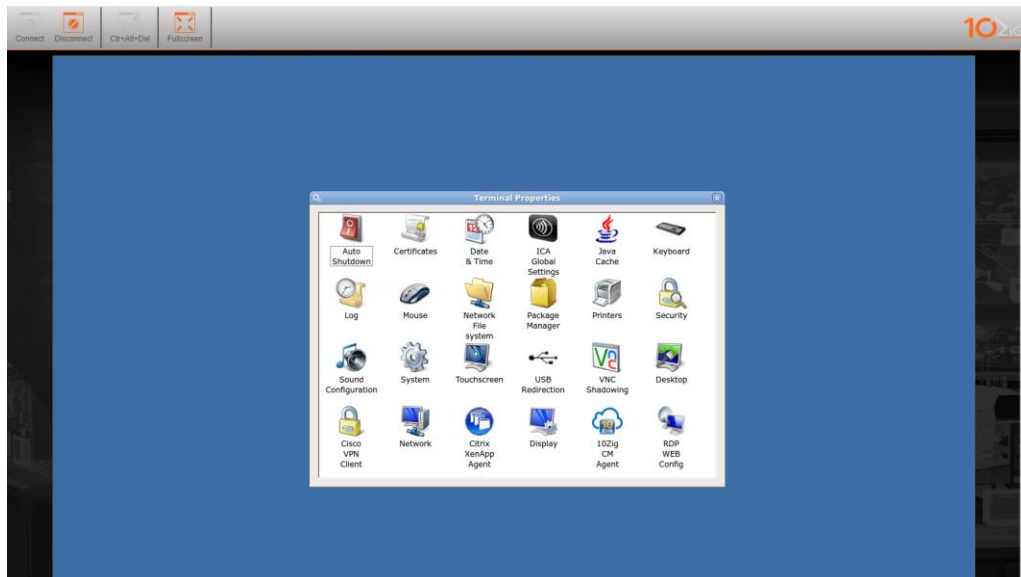 Connect Disconnect Ctr+Alt+Del Fullscreen
10ZiG
Terminal Properties
Auto Shutdown
Certificates
Date & Time
ICA Global Settings
Java Cache
Keyboard
Log
Mouse
Network File system
Package Manager
Printers
Security
Sound Configuration
System
Touchscreen
USB Redirection
VNC Shadowing
Desktop
Cisco VPN Client
Network
Citrix XenApp Agent
Display
10Zig CM Agent
RDP WEB Config